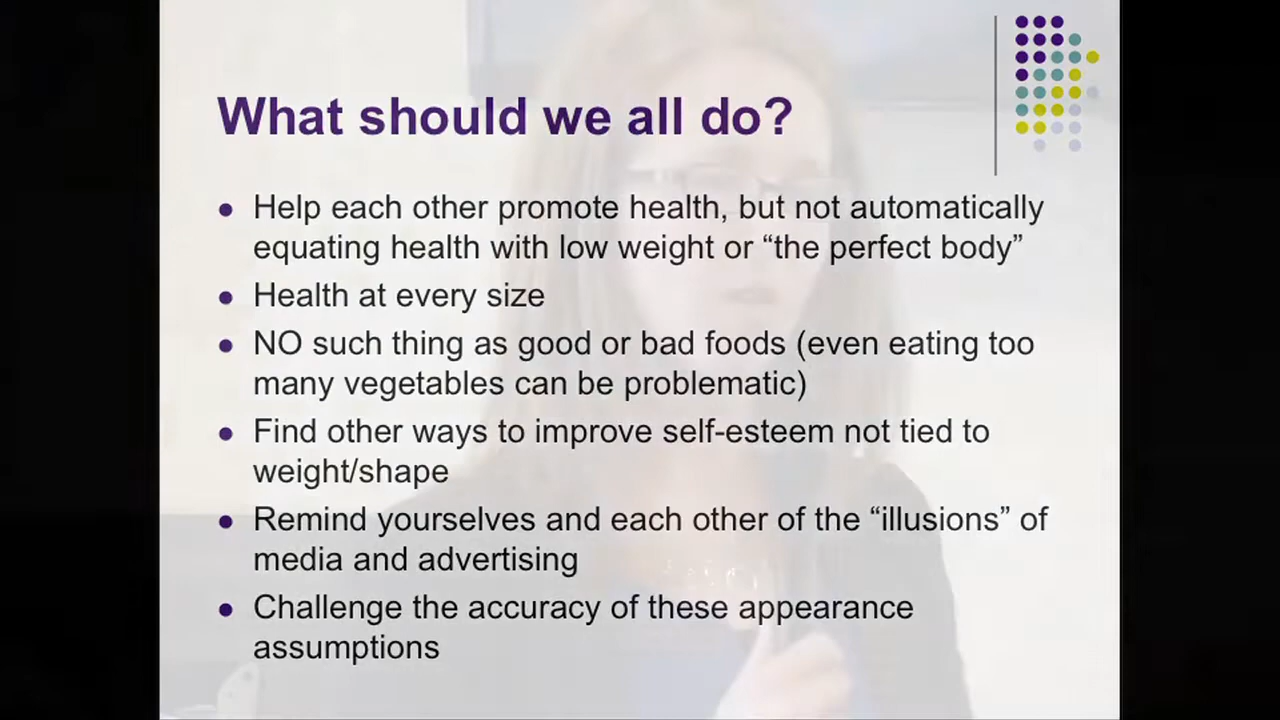 What should we all do?
Help each other promote health, but not automatically
equating health with low weight or “the perfect body”
Health at every size
NO such thing as good or bad foods (even eating too
many vegetables can be problematic)
Find other ways to improve self-esteem not tied to
weight/shape
Remind yourselves and each other of the “illusions” of
media and advertising
Challenge the accuracy of these appearance
assumptions